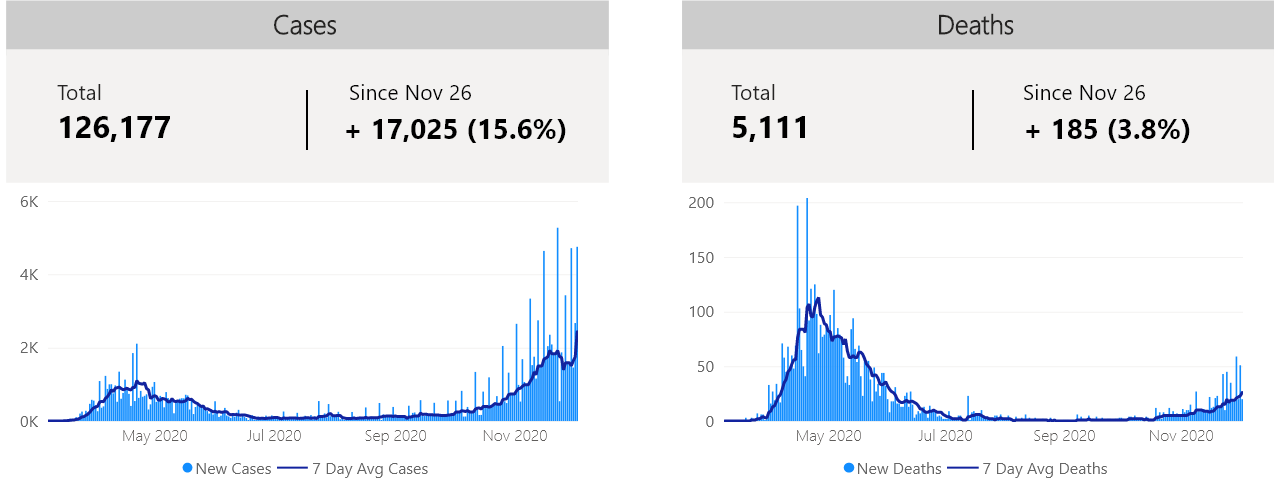 Cases
Total
126,177
Since Nov 26
+ 17,025 (15.6%)
6K
4K
2K
0K
May 2020
Jul 2020
Sep 2020
Nov 2020
New Cases
7 Day Avg Cases
Deaths
Total
5,111
Since Nov 26
+ 185 (3.8%)
200
150
100
50
0
May 2020
Jul 2020
Sep 2020
Nov 2020
New Deaths
7 Day Avg Deaths